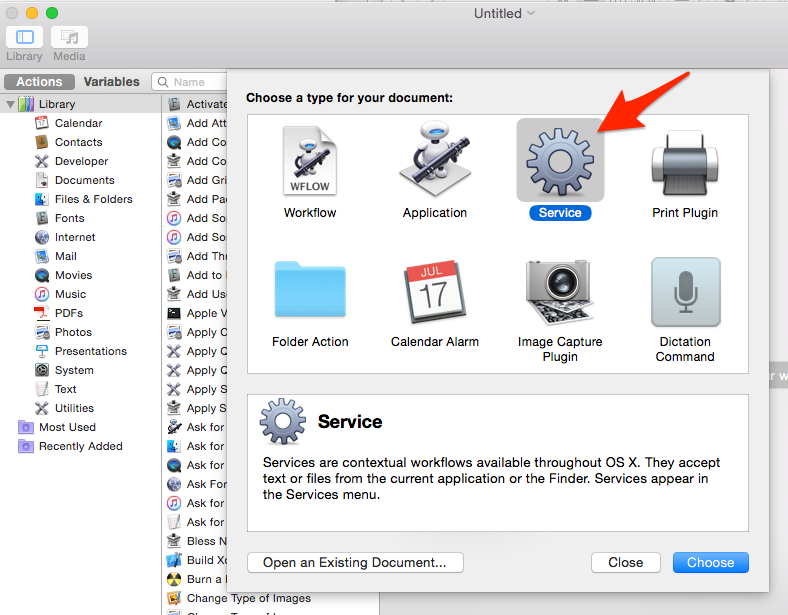 Untitled
Library
Media
Actions
Variables
Name
Library
Calendar
Contacts
Developer
Documents
Files & Folders
Fonts
Internet
Mail
Movies
Music
PDFs
Photos
Presentations
System
Text
Utilities
Most Used
Recently Added
Activate
Add Att
Add Co
Add Co
Add Gri
Add Pa
Add So
Add So
Add Thu
Add to
Add Us
Apple V
Apply C
Apply Q
Apply Q
Apply S
Apply S
Ask for
Ask for
Ask for
Ask For
Ask for
Ask for
Bless N
Build Xc
Burn a
Change Type of Images
Choose a type for your document:
WFLOW
Workflow
Application
Service
Print Plugin
Folder Action
JUL
17
Calendar Alarm
Image Capture
Plugin
Dictation
Command
Service
Services are contextual workflows available throughout OS X. They accept
text or files from the current application or the Finder. Services appear in
the Services menu.
Open an Existing Document...
Close
Choose